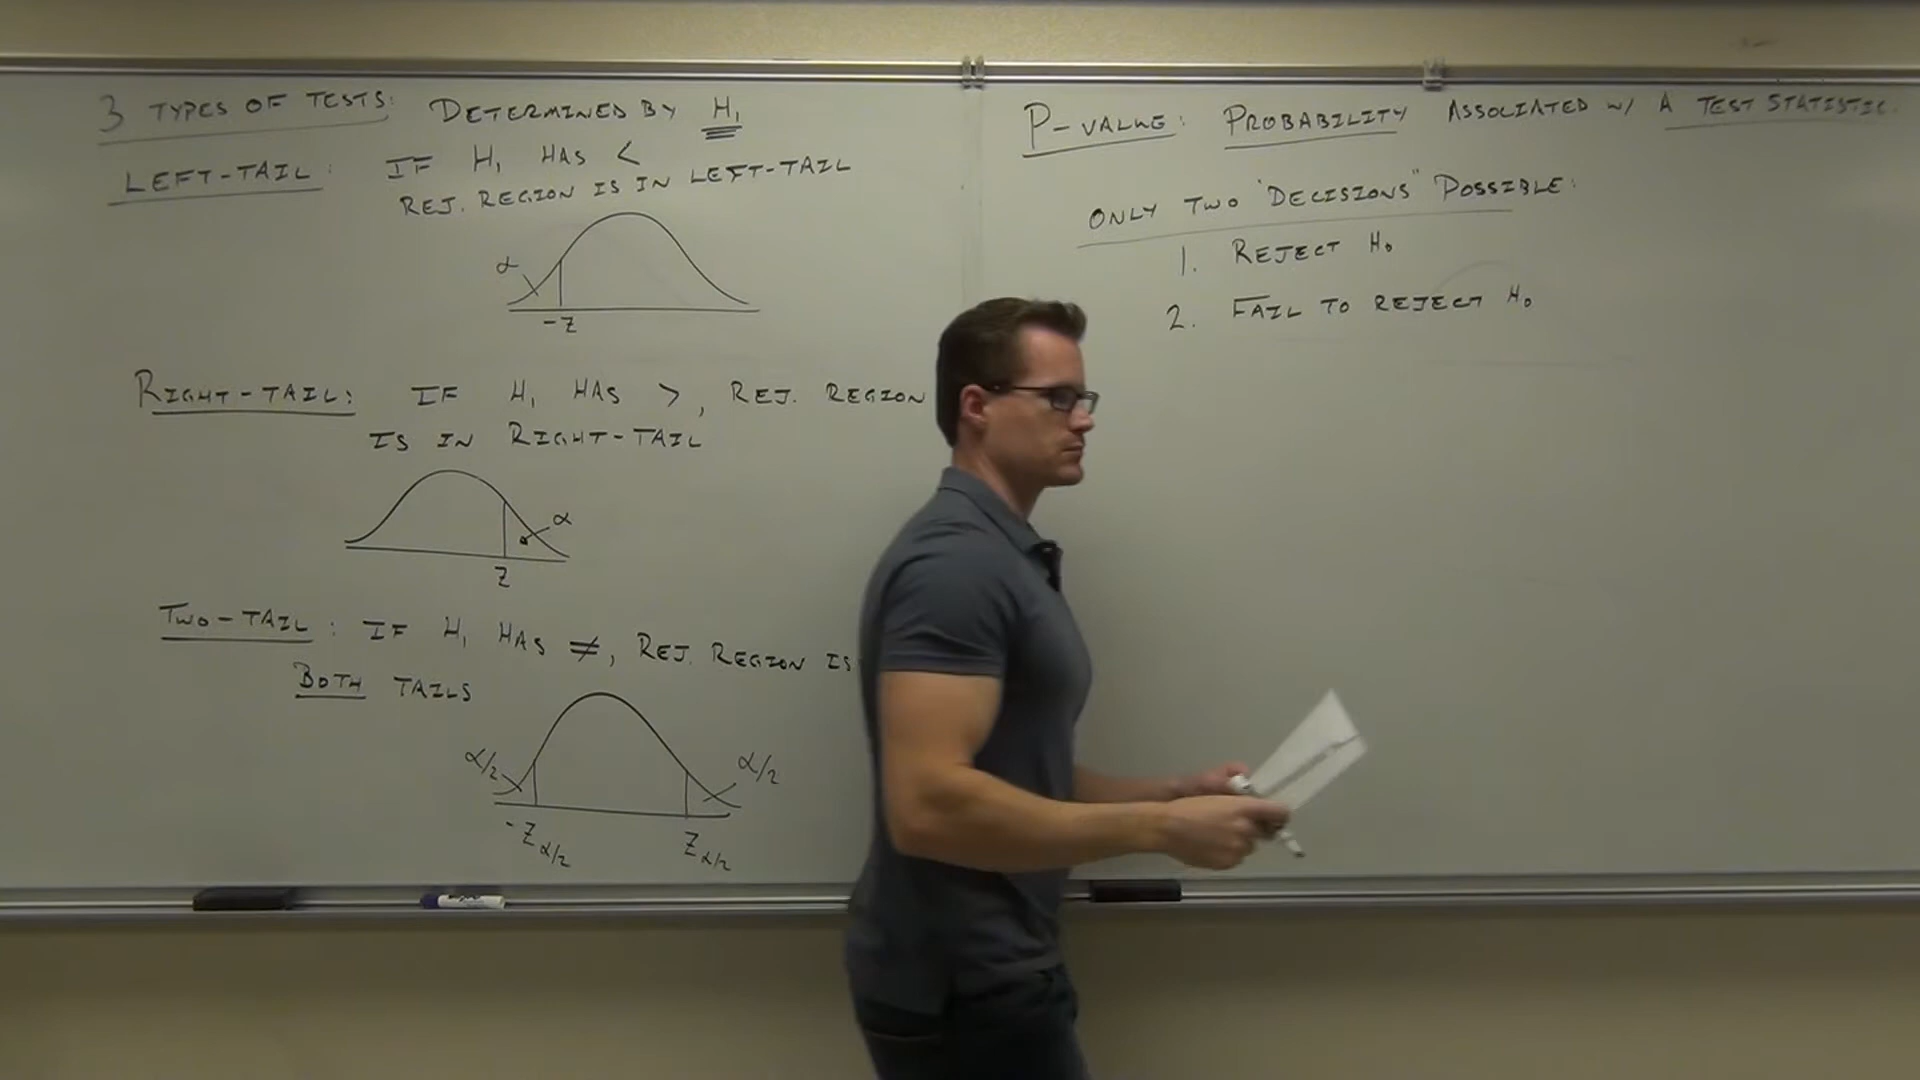 3 TYPES OF TESTS: DETERMINED BY H₁
LEFT-TAIL: IF H₁ HAS <
REJ. REGION IS IN LEFT-TAIL
α
-Z
RIGHT-TAIL: IF H₁ HAS >, REJ. REGION
IS IN RIGHT-TAIL
α
Z
TWO-TAIL: IF H₁ HAS ≠, REJ. REGION IS
BOTH TAILS
α/2
α/2
-Zα/2
Zα/2
P-VALUE: PROBABILITY ASSOCIATED W/ A TEST STATISTIC.
ONLY TWO "DECISIONS" POSSIBLE:
1. REJECT H₀
2. FAIL TO REJECT H₀